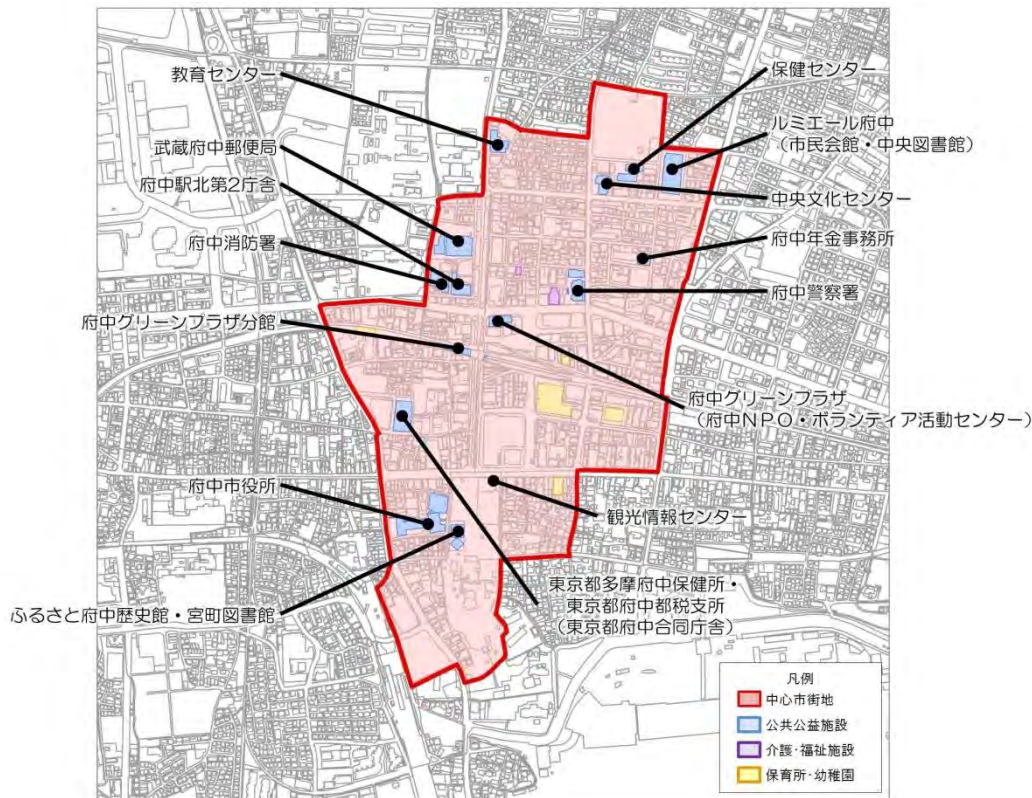 教育センター
武蔵府中郵便局
府中駅北第2庁舎
府中消防署
府中グリーンプラザ分館
府中市役所
ふるさと府中歴史館・宮町図書館
保健センター
ルミエール府中
（市民会館・中央図書館）
中央文化センター
府中年金事務所
府中警察署
府中グリーンプラザ
（府中NPO・ボランティア活動センター）
観光情報センター
東京都多摩府中保健所・
東京都府中都税支所
（東京都府中合同庁舎）
凡例
中心市街地
公共公益施設
介護・福祉施設
保育所・幼稚園